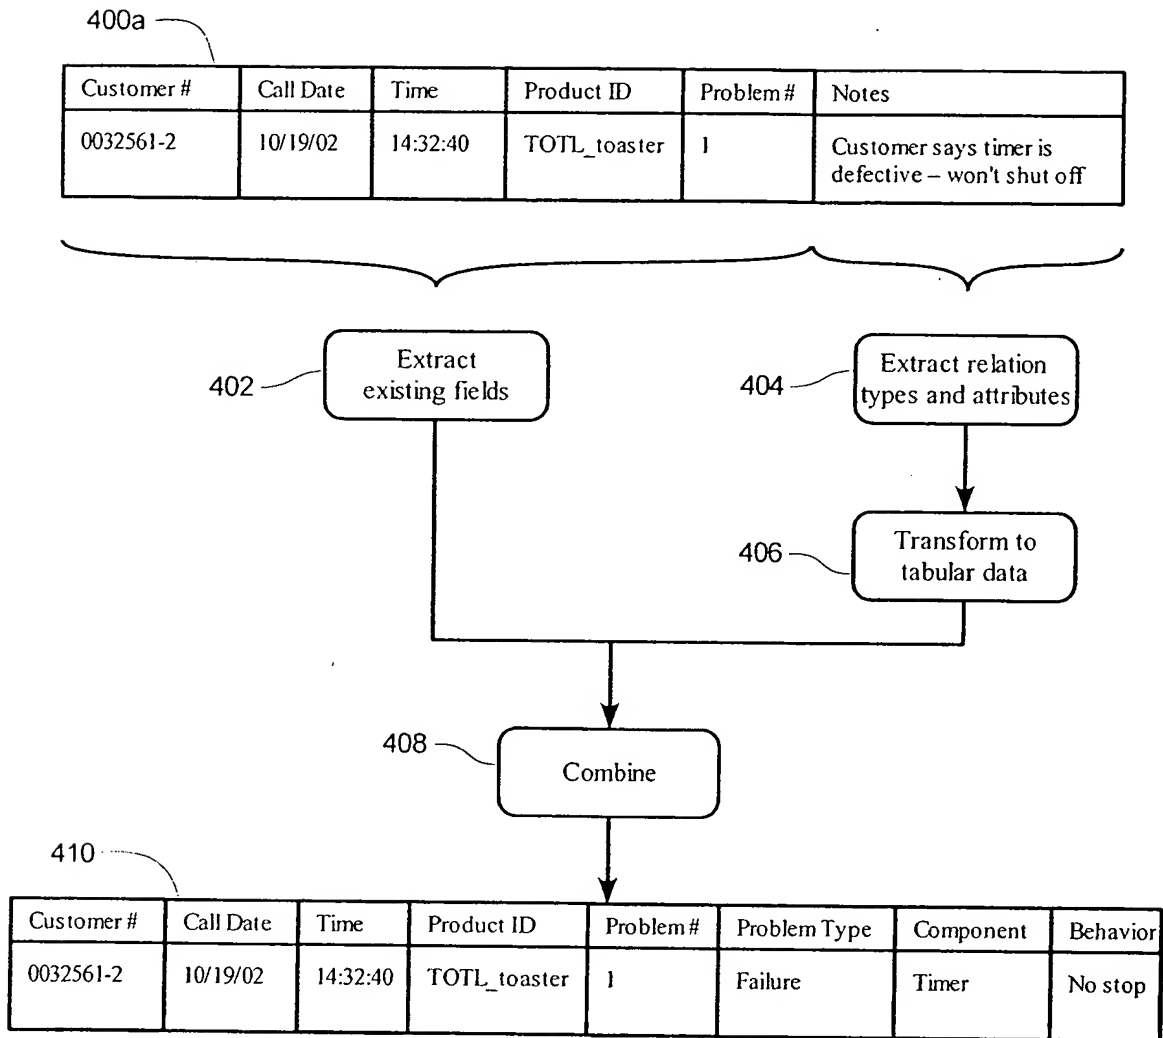 400a
Customer # Call Date Time Product ID Problem # Notes
0032561-2 10/19/02 14:32:40 TOTL_toaster 1 Customer says timer is
defective – won't shut off
402
Extract
existing fields
404
Extract relation
types and attributes
406
Transform to
tabular data
408
Combine
410
Customer # Call Date Time Product ID Problem # Problem Type Component Behavior
0032561-2 10/19/02 14:32:40 TOTL_toaster 1 Failure Timer No stop